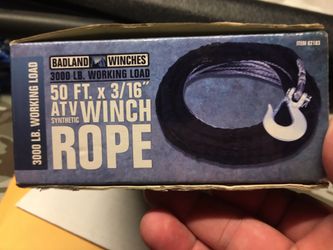 BADLAND WINCHES
ITEM 62183
3000 LB. WORKING LOAD
50 FT. x 3/16"
ATV SYNTHETIC WINCH
ROPE
3000 LB. WORKING LOAD